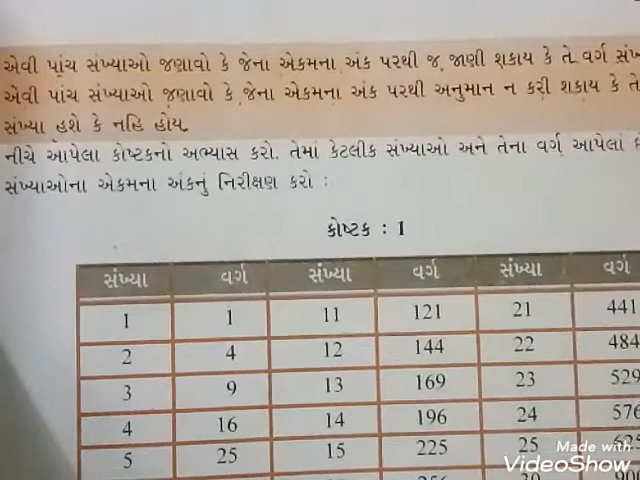 એવી પાંચ સંખ્યાઓ જણાવો કે જેના એકમના અંક પરથી જ જાણી શકાય કે તે વર્ગ
એવી પાંચ સંખ્યાઓ જણાવો કે જેના એકમના અંક પરથી અનુમાન ન કરી શકાય કે તે
સંખ્યા હશે કે નહિ હોય.
નીચે આપેલા કોષ્ટકનો અભ્યાસ કરો. તેમાં કેટલીક સંખ્યાઓ અને તેના વર્ગ આપેલાં
સંખ્યાઓના એકમના અંકનું નિરીક્ષણ કરો :
કોષ્ટક : 1
સંખ્યા વર્ગ સંખ્યા વર્ગ સંખ્યા વર્ગ
1 1 11 121 21 441
2 4 12 144 22 484
3 9 13 169 23 529
4 16 14 196 24 576
5 25 15 225 25 625
Made with
VideoShow